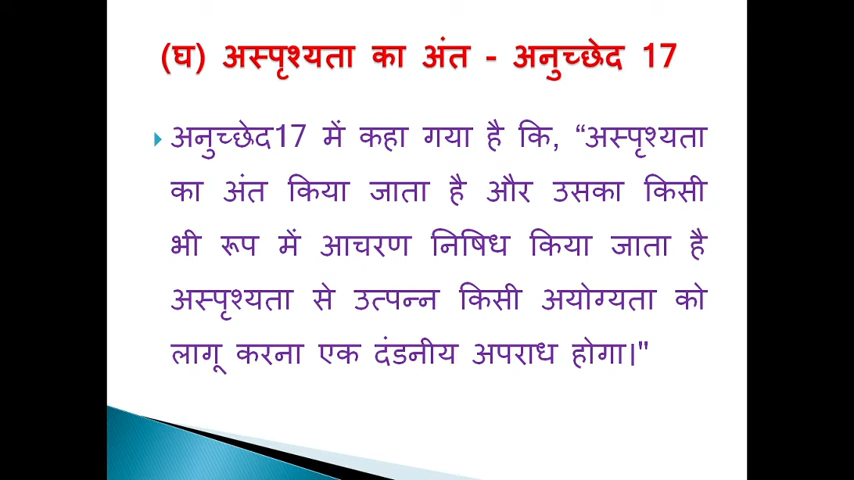 (घ) अस्पृश्यता का अंत - अनुच्छेद 17
अनुच्छेद17 में कहा गया है कि, “अस्पृश्यता
का अंत किया जाता है और उसका किसी
भी रूप में आचरण निषिध किया जाता है
अस्पृश्यता से उत्पन्न किसी अयोग्यता को
लागू करना एक दंडनीय अपराध होगा।"